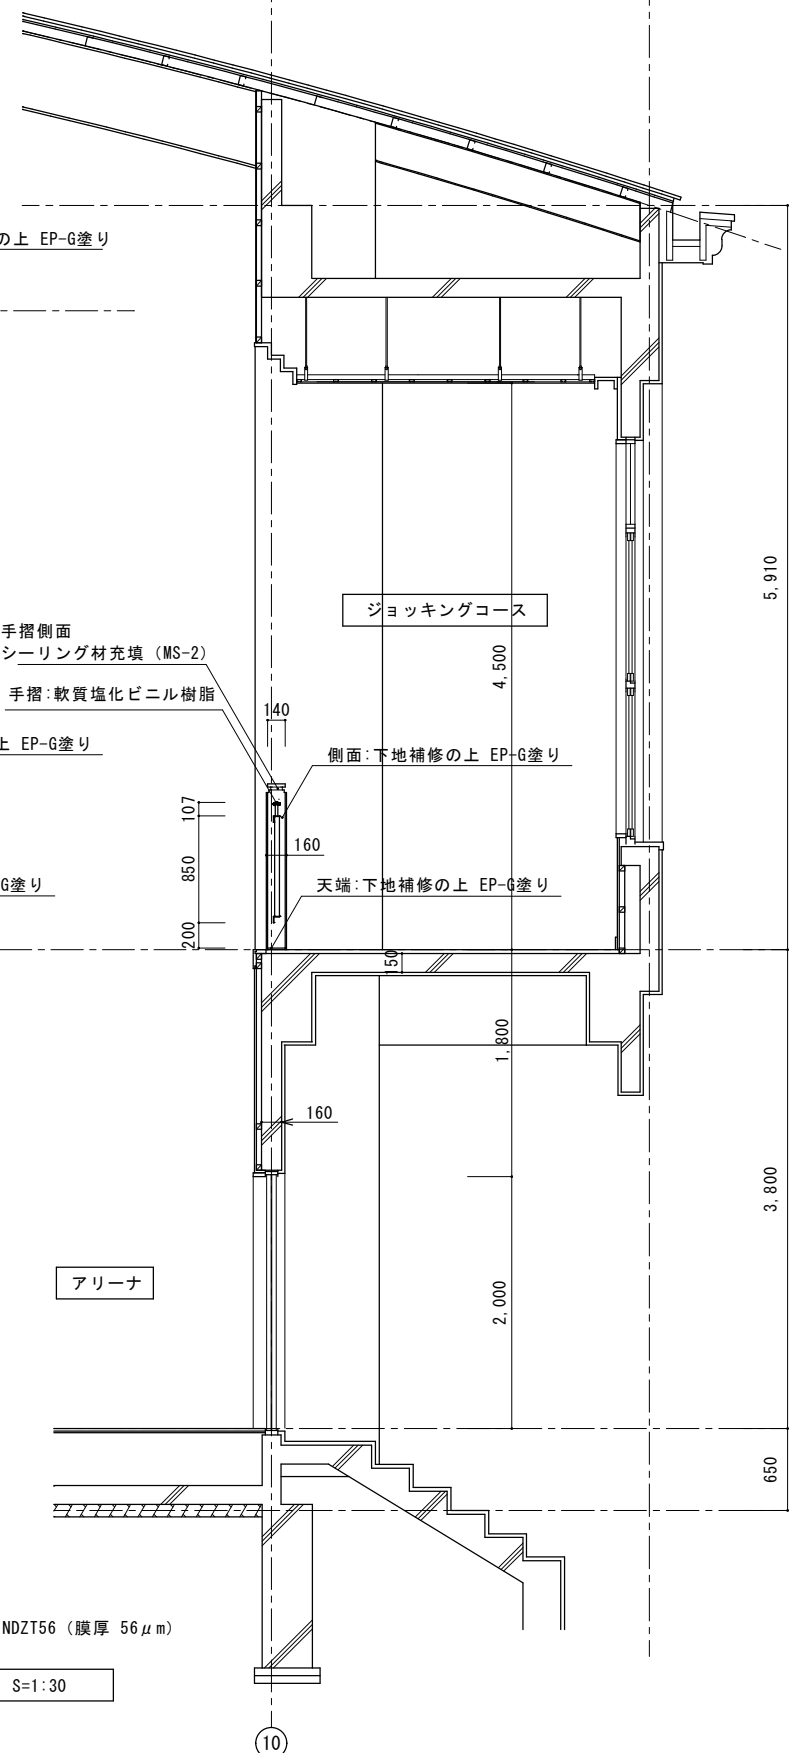 の上 EP-G塗り
5,910
ジョッキングコース
手摺側面
シーリング材充填 (MS-2)
4,500
手摺:軟質塩化ビニル樹脂
140
上 EP-G塗り
側面:下地補修の上 EP-G塗り
107
160
850
G塗り
天端:下地補修の上 EP-G塗り
200
150
1,800
160
3,800
アリーナ
2,000
650
NDZT56 (膜厚 56μm)
S=1:30
10